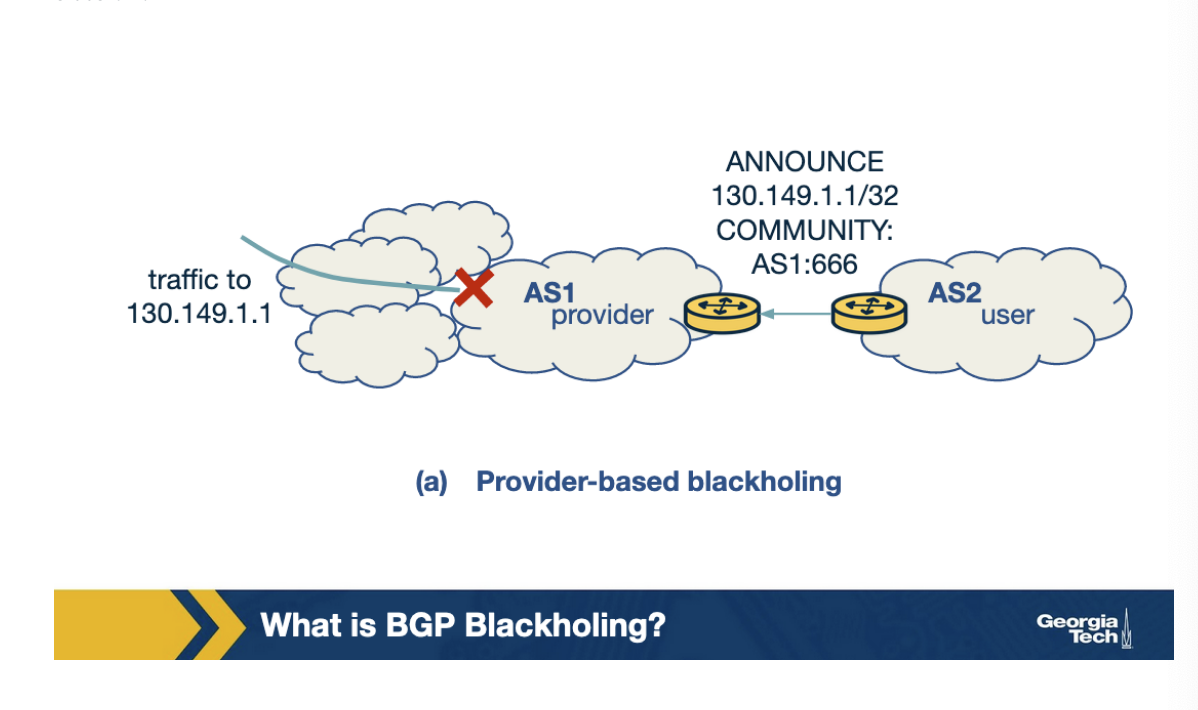 ANNOUNCE
130.149.1.1/32
COMMUNITY:
AS1:666
traffic to
130.149.1.1
AS1
provider
AS2
user
(a) Provider-based blackholing
What is BGP Blackholing?
Georgia
Tech